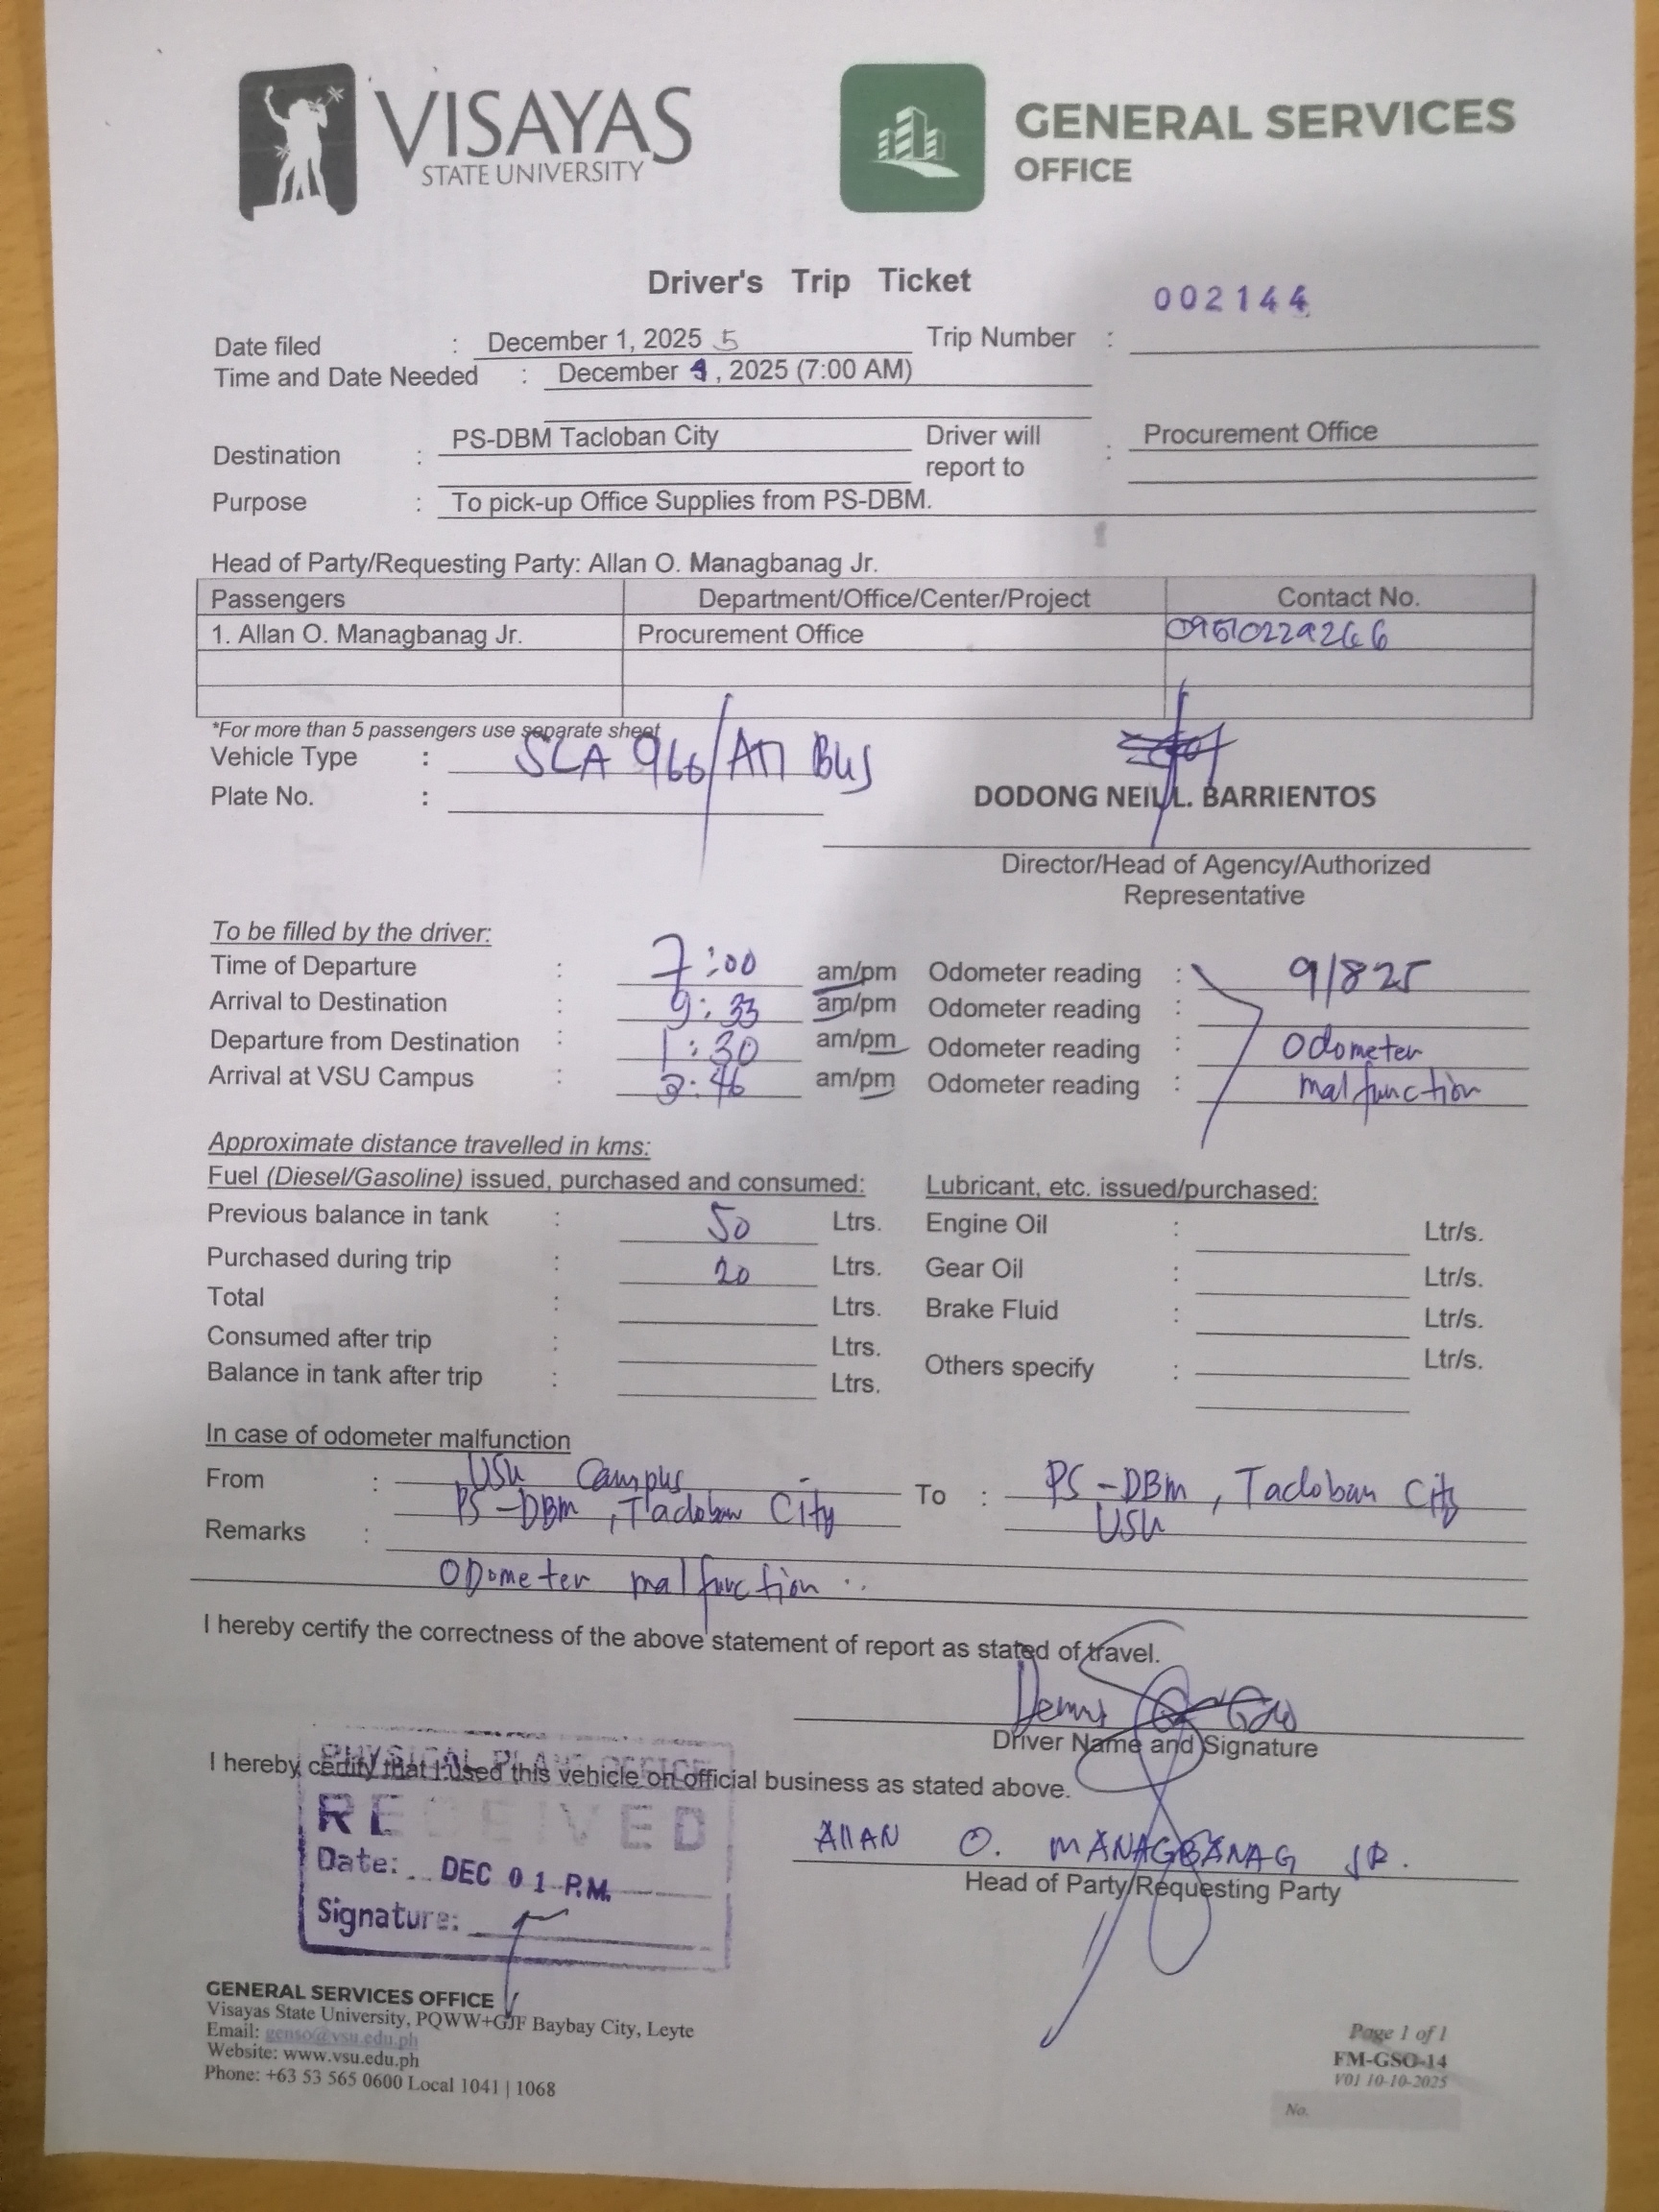 VISAYAS
STATE UNIVERSITY
GENERAL SERVICES
OFFICE
Driver's Trip Ticket
002144
Date filed : December 1, 2025 5 Trip Number :
Time and Date Needed : December , 2025 (7:00 AM)
Destination : PS-DBM Tacloban City Driver will report to : Procurement Office
Purpose : To pick-up Office Supplies from PS-DBM.
Head of Party/Requesting Party: Allan O. Managbanag Jr.
Passengers Department/Office/Center/Project Contact No.
1. Allan O. Managbanag Jr. Procurement Office
*For more than 5 passengers use separate sheet
Vehicle Type : SLA 966/ Bus
Plate No. :
DODONG NEIL L. BARRIENTOS
Director/Head of Agency/Authorized
Representative
To be filled by the driver:
Time of Departure : 7:00 am/pm Odometer reading : 91825
Arrival to Destination : 9:33 am/pm Odometer reading :
Departure from Destination : 1:30 am/pm Odometer reading : Odometer
Arrival at VSU Campus : :46 am/pm Odometer reading : malfunction
Approximate distance travelled in kms:
Fuel (Diesel/Gasoline) issued, purchased and consumed: Lubricant, etc. issued/purchased:
Previous balance in tank : 50 Ltrs. Engine Oil : Ltr/s.
Purchased during trip : 20 Ltrs. Gear Oil : Ltr/s.
Total : Ltrs. Brake Fluid : Ltr/s.
Consumed after trip : Ltrs. Others specify : Ltr/s.
Balance in tank after trip : Ltrs.
In case of odometer malfunction
From : VSU Campus To : PS-DBM, Tacloban City
PS-DBM, Tacloban City VSU
Remarks :
Odometer malfunction
I hereby certify the correctness of the above statement of report as stated of travel.
Driver Name and Signature
I hereby certify that I used this vehicle on official business as stated above.
PHYSICAL PLANT OFFICE
RECEIVED
Date: DEC 01 P.M.
Signature:
Allan O. MANAGBANAG JR.
Head of Party/Requesting Party
GENERAL SERVICES OFFICE
Visayas State University, PQWW+GJF Baybay City, Leyte
Email: genso@vsu.edu.ph
Website: www.vsu.edu.ph
Phone: +63 53 565 0600 Local 1041 | 1068
Page 1 of 1
FM-GSO-14
V01 10-10-2025
No.